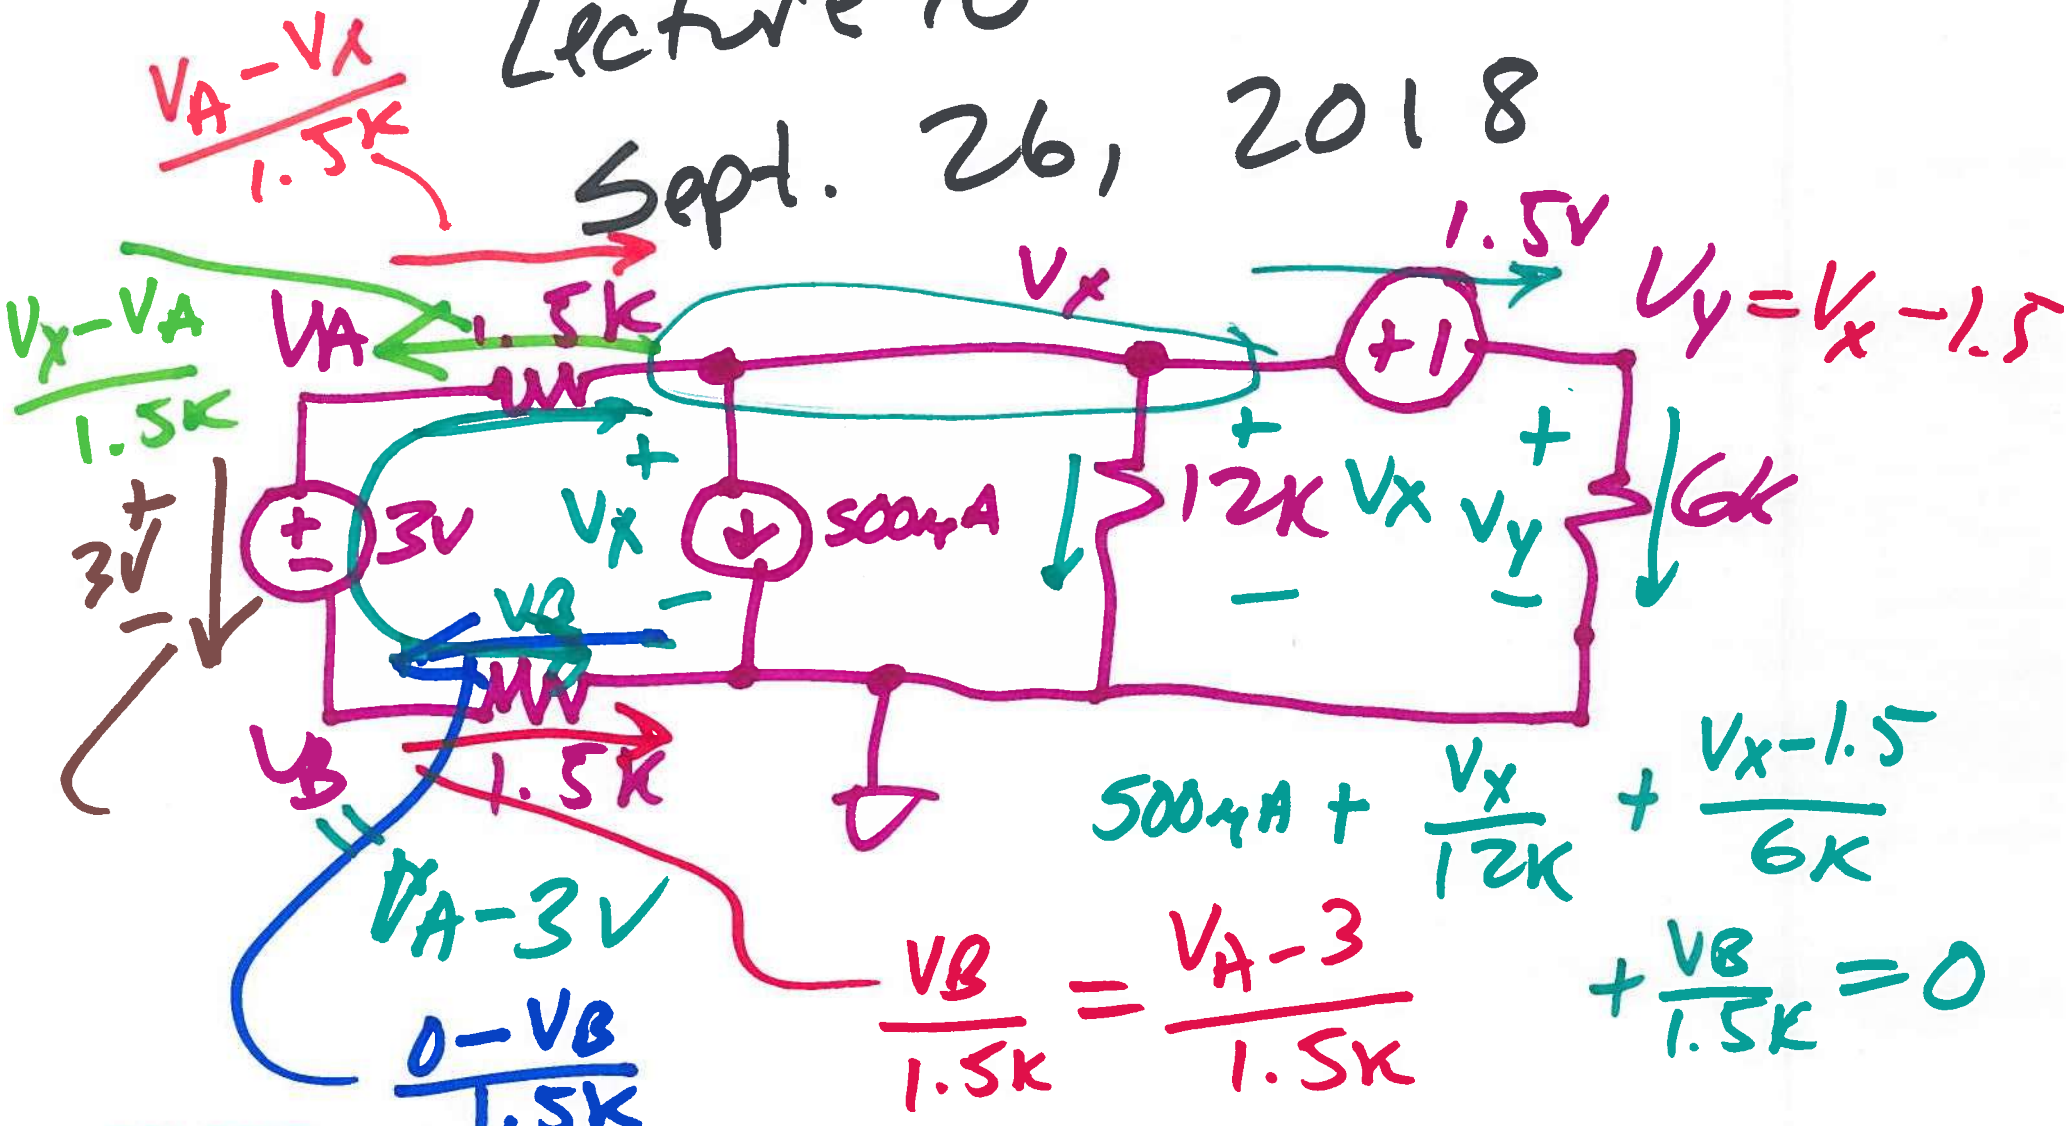 Lecture 10
Sept. 26, 2018
VA - VX
1.5K
VX - VA
1.5K
VA
1.5K
VX
1.5V
+1
VY = VX - 1.5
+
3V
-
+
-
3V
+
VX
-
500μA
12K
+
VX
-
+
VY
-
6K
VB
VB
1.5K
VA - 3V
0 - VB
1.5K
VB
1.5K
=
VA - 3
1.5K
500μA + VX
12K
+ VX - 1.5
6K
+ VB
1.5K
= 0